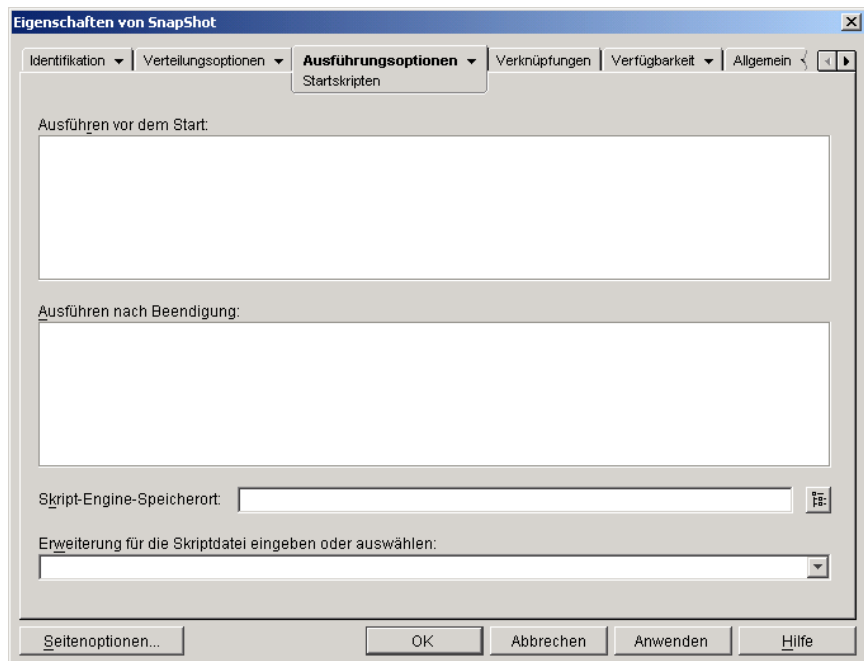 Eigenschaften von SnapShot
Identifikation Verteilungsoptionen Ausführungsoptionen Verknüpfungen Verfügbarkeit Allgemein
Startskripten
Ausführen vor dem Start:
Ausführen nach Beendigung:
Skript-Engine-Speicherort:
Erweiterung für die Skriptdatei eingeben oder auswählen:
Seitenoptionen... OK Abbrechen Anwenden Hilfe